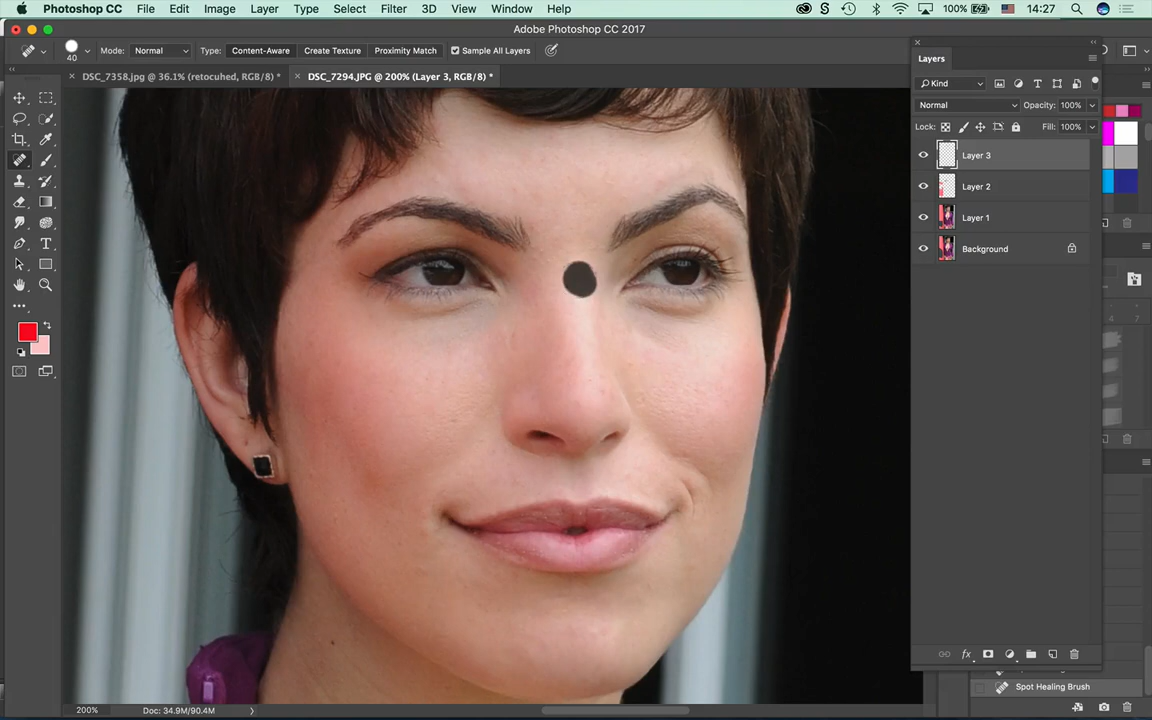 Photoshop CC File Edit Image Layer Type Select Filter 3D View Window Help 100% 14:27
Adobe Photoshop CC 2017
40 Mode: Normal Type: Content-Aware Create Texture Proximity Match Sample All Layers
× DSC_7358.jpg @ 36.1% (retocuhed, RGB/8) * × DSC_7294.JPG @ 200% (Layer 3, RGB/8) *
Layers
Kind
Normal Opacity: 100%
Lock: Fill: 100%
Layer 3
Layer 2
Layer 1
Background
4 7
Spot Healing Brush
200% Doc: 34.9M/90.4M